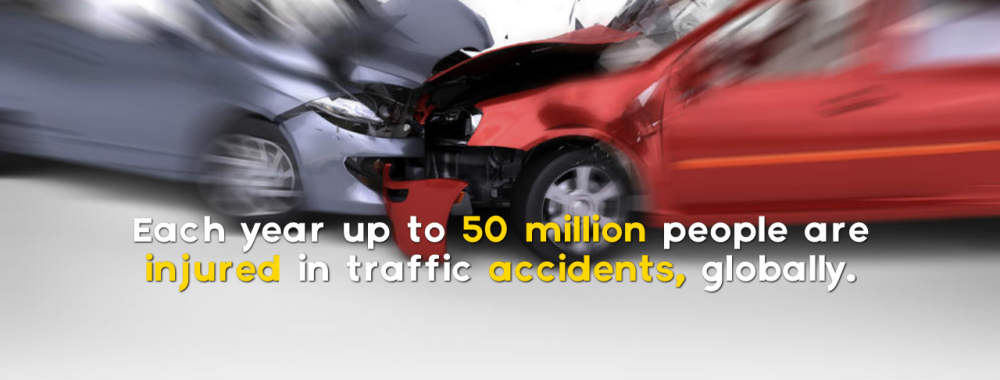 Each year up to 50 million people are
injured in traffic accidents, globally.